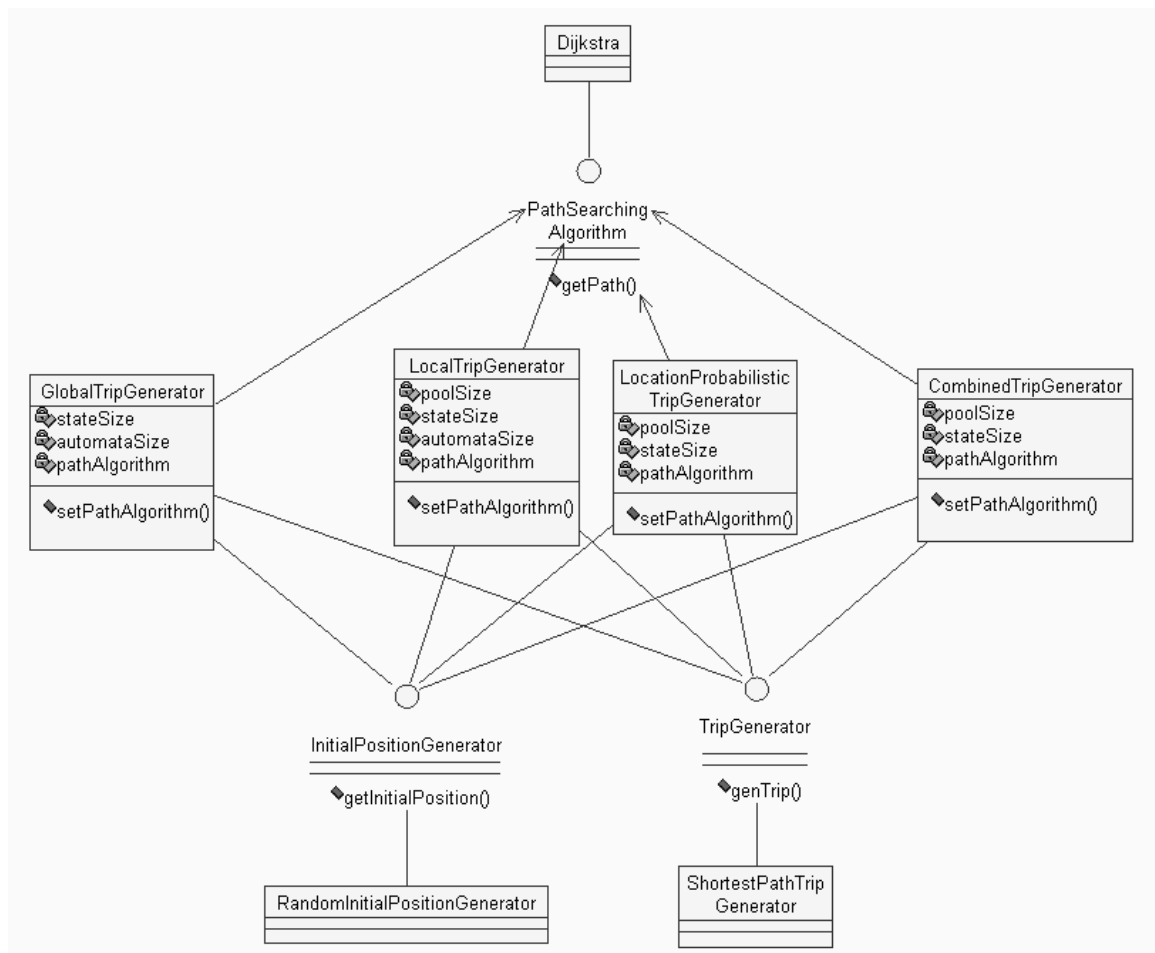 Dijkstra
PathSearching
Algorithm
getPath()
GlobalTripGenerator
stateSize
automataSize
pathAlgorithm
setPathAlgorithm()
LocalTripGenerator
poolSize
stateSize
automataSize
pathAlgorithm
setPathAlgorithm()
LocationProbabilistic
TripGenerator
poolSize
stateSize
pathAlgorithm
setPathAlgorithm()
CombinedTripGenerator
poolSize
stateSize
pathAlgorithm
setPathAlgorithm()
InitialPositionGenerator
getInitialPosition()
TripGenerator
genTrip()
RandomInitialPositionGenerator
ShortestPathTrip
Generator